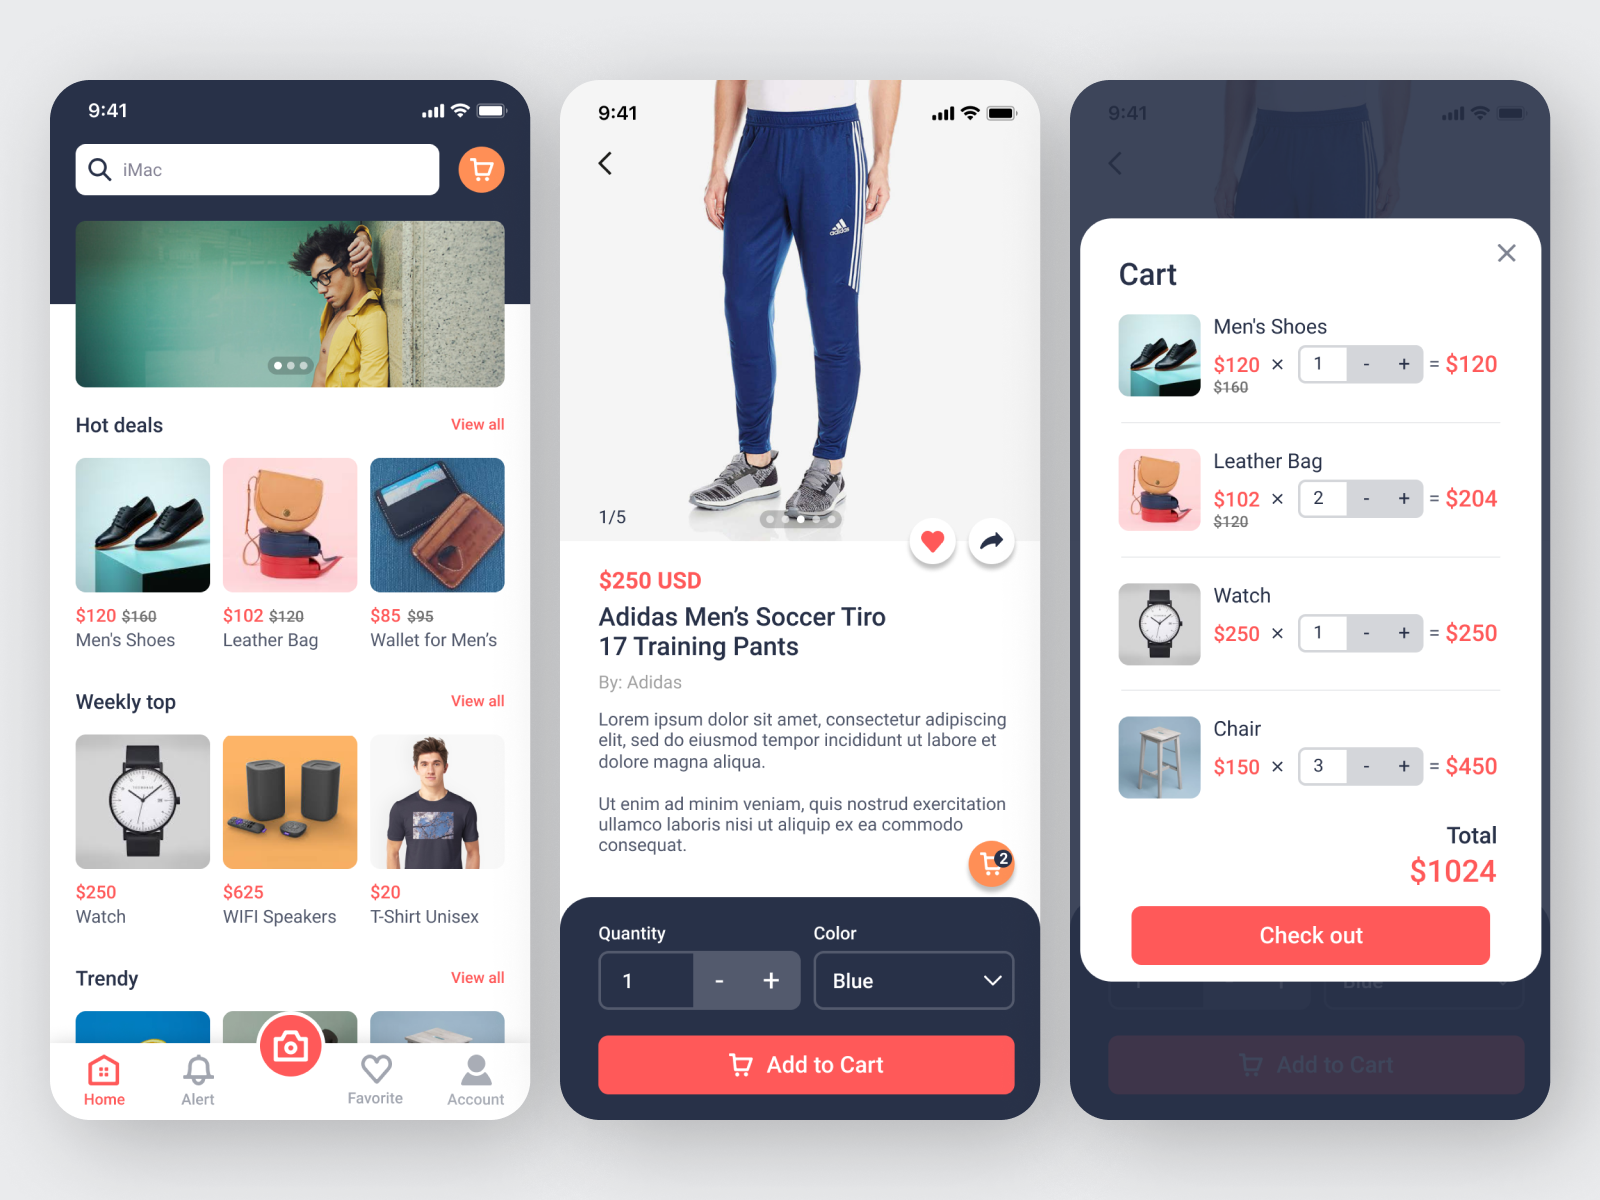 9:41
iMac
Hot deals
View all
$120 $160
Men's Shoes
$102 $120
Leather Bag
$85 $95
Wallet for Men’s
Weekly top
View all
$250
Watch
$625
WIFI Speakers
$20
T-Shirt Unisex
Trendy
View all
Home
Alert
Favorite
Account
9:41
adidas
1/5
$250 USD
Adidas Men’s Soccer Tiro
17 Training Pants
By: Adidas
Lorem ipsum dolor sit amet, consectetur adipiscing
elit, sed do eiusmod tempor incididunt ut labore et
dolore magna aliqua.
Ut enim ad minim veniam, quis nostrud exercitation
ullamco laboris nisi ut aliquip ex ea commodo
consequat.
2
Quantity
Color
1 - +
Blue
Add to Cart
9:41
Cart
Men's Shoes
$120 × 1 - + = $120
$160
Leather Bag
$102 × 2 - + = $204
$120
Watch
$250 × 1 - + = $250
Chair
$150 × 3 - + = $450
Total
$1024
Check out
1
Blue
Add to Cart